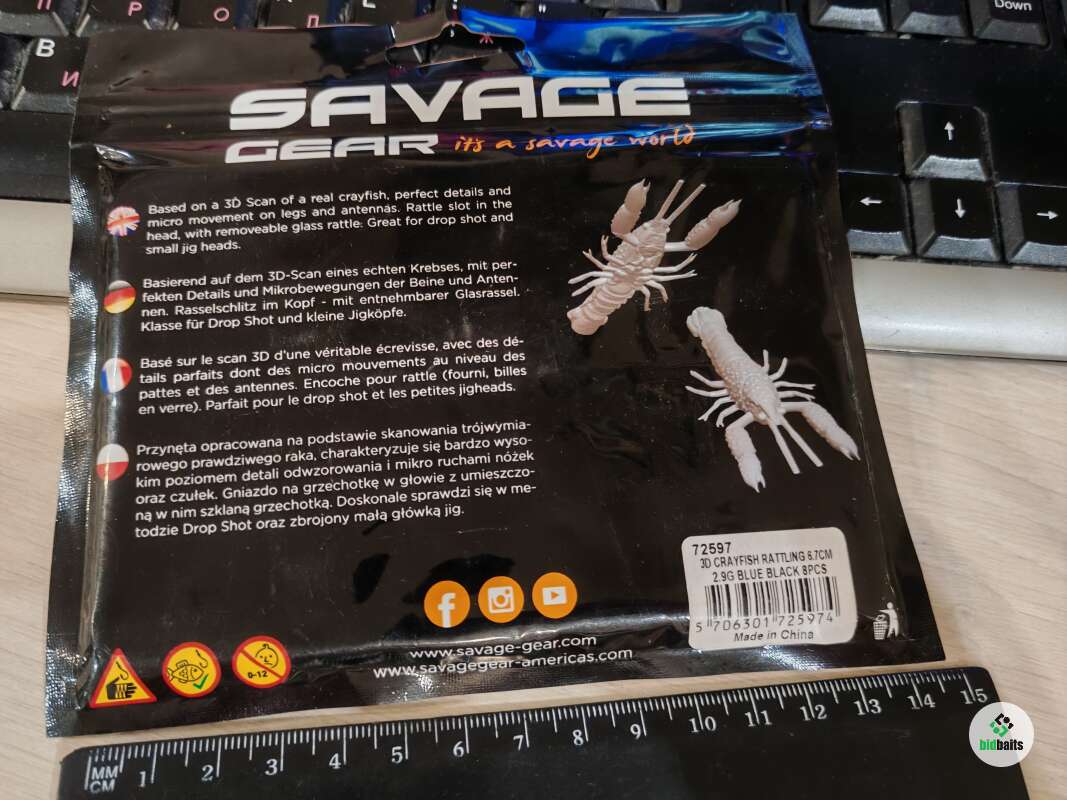 П
Р
О
Л
Down
B
И
SAVAGE
GEAR it's a savage world
Based on a 3D Scan of a real crayfish, perfect details and
micro movement on legs and antennas. Rattle slot in the
head, with removeable glass rattle. Great for drop shot and
small jig heads.
Basierend auf dem 3D-Scan eines echten Krebses, mit per-
fekten Details und Mikrobewegungen der Beine und Anten-
nen. Rasselschlitz im Kopf - mit entnehmbarer Glasrassel.
Klasse für Drop Shot und kleine Jigköpfe.
Basé sur le scan 3D d'une véritable écrevisse, avec des dé-
tails parfaits dont des micro mouvements au niveau des
pattes et des antennes. Encoche pour rattle (fourni, billes
en verre). Parfait pour le drop shot et les petites jigheads.
Przynęta opracowana na podstawie skanowania trójwymia-
rowego prawdziwego raka, charakteryzuje się bardzo wyso-
kim poziomem detali odwzorowania i mikro ruchami nóżek
oraz czułek. Gniazdo na grzechotkę w głowie z umieszczo-
ną w nim szklaną grzechotką. Doskonale sprawdzi się w me-
todzie Drop Shot oraz zbrojony małą główką jig.
72597
3D CRAYFISH RATTLING 6.7CM
2.9G BLUE BLACK 8PCS
5 706301 725974
Made in China
www.savage-gear.com
www.savagegear-americas.com
0-12
MM
CM
1 2 3 4 5 6 7 8 9 10 11 12 13 14 15
bidbaits